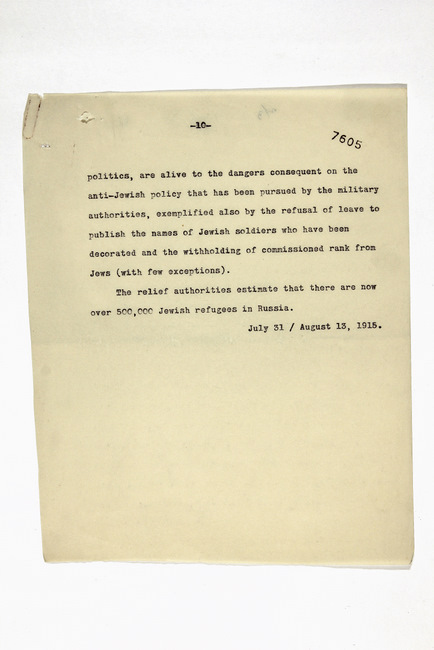 -10-
7605
politics, are alive to the dangers consequent on the
anti-Jewish policy that has been pursued by the military
authorities, exemplified also by the refusal of leave to
publish the names of Jewish soldiers who have been
decorated and the withholding of commissioned rank from
Jews (with few exceptions).
The relief authorities estimate that there are now
over 500,000 Jewish refugees in Russia.
July 31 / August 13, 1915.